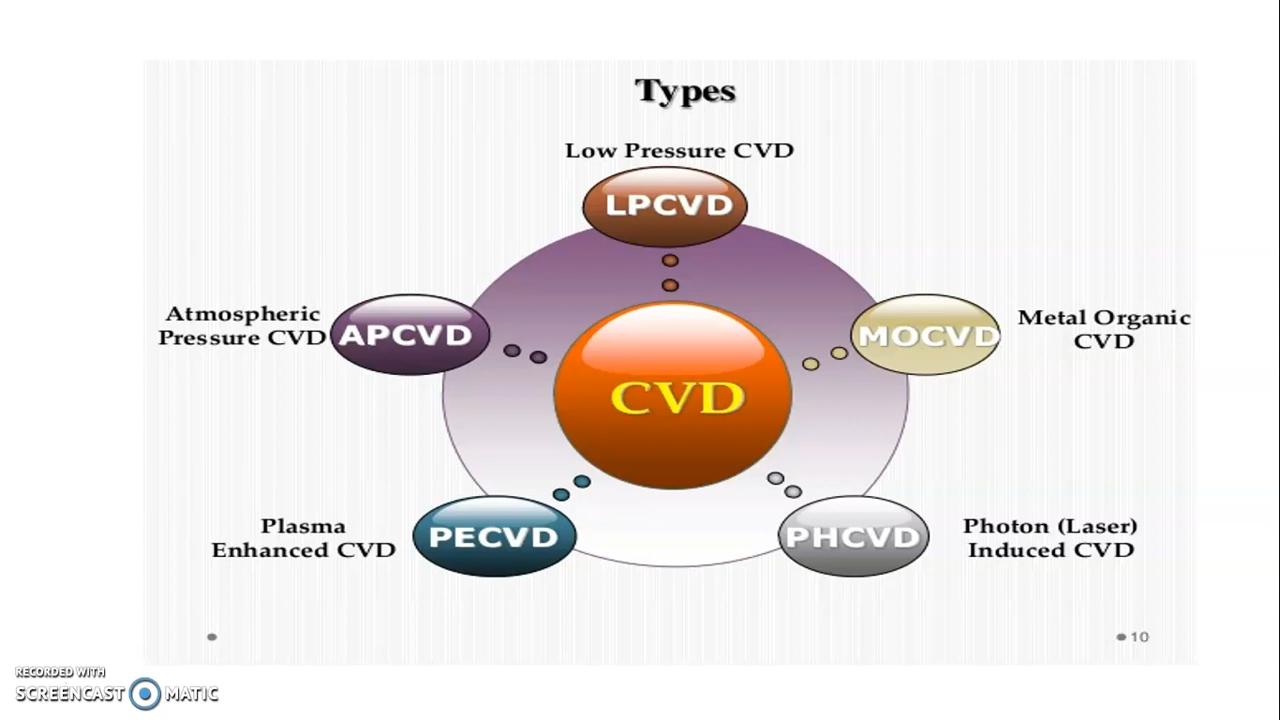 Types
Low Pressure CVD
LPCVD
Atmospheric
Pressure CVD
APCVD
MOCVD
Metal Organic
CVD
CVD
Plasma
Enhanced CVD
PECVD
PHCVD
Photon (Laser)
Induced CVD
10
RECORDED WITH
SCREENCAST MATIC